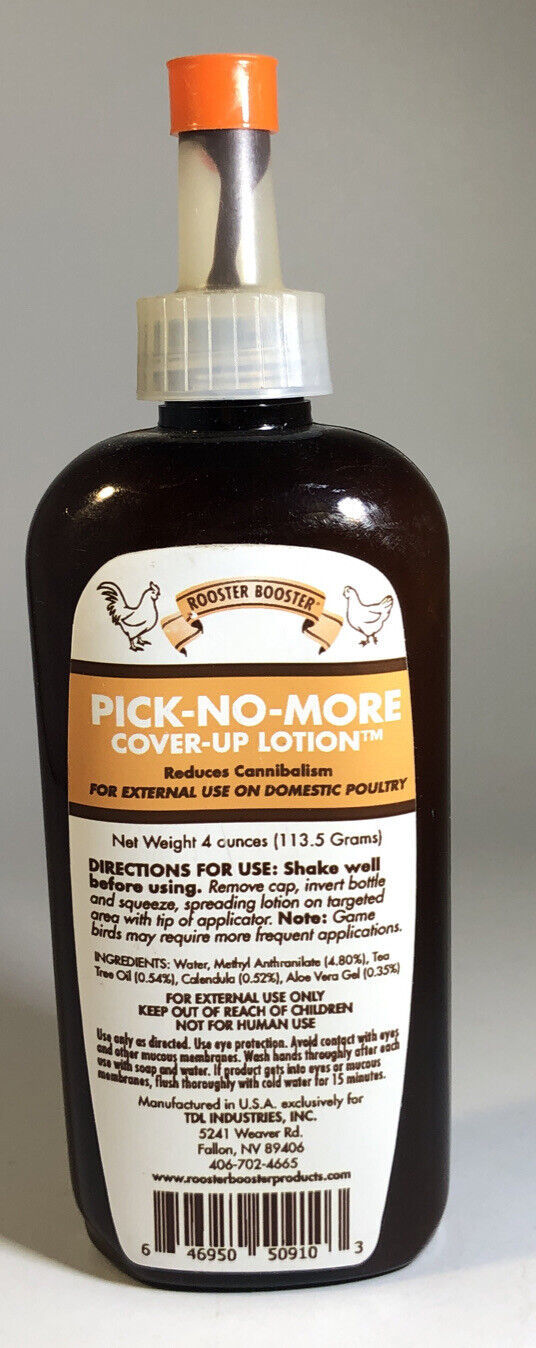 ROOSTER BOOSTER
PICK-NO-MORE
COVER-UP LOTION™
Reduces Cannibalism
FOR EXTERNAL USE ON DOMESTIC POULTRY
Net Weight 4 ounces (113.5 Grams)
DIRECTIONS FOR USE: Shake well
before using. Remove cap, invert bottle
and squeeze, spreading lotion on targeted
area with tip of applicator. Note: Game
birds may require more frequent applications.
INGREDIENTS: Water, Methyl Anthranilate (4.80%), Tea
Tree Oil (0.54%), Calendula (0.52%), Aloe Vera Gel (0.35%)
FOR EXTERNAL USE ONLY
KEEP OUT OF REACH OF CHILDREN
NOT FOR HUMAN USE
Use only as directed. Use eye protection. Avoid contact with eyes
and other mucous membranes. Wash hands throughly after each
use with soap and water. If product gets into eyes or mucous
membranes, flush thoroughly with cold water for 15 minutes.
Manufactured in U.S.A. exclusively for
TDL INDUSTRIES, INC.
5241 Weaver Rd.
Fallon, NV 89406
406-702-4665
www.roosterboosterproducts.com
6 46950 50910 3